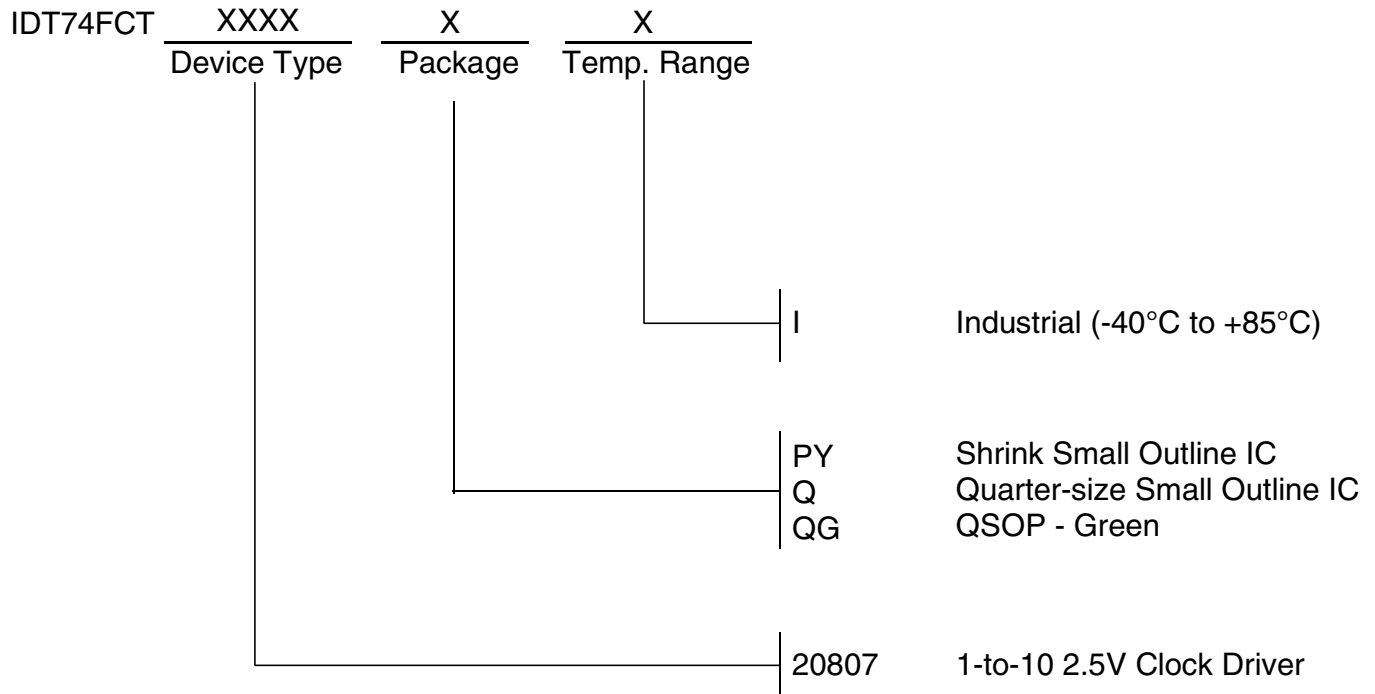 IDT74FCT XXXX X X
Device Type Package Temp. Range
I Industrial (-40°C to +85°C)
PY Shrink Small Outline IC
Q Quarter-size Small Outline IC
QG QSOP - Green
20807 1-to-10 2.5V Clock Driver